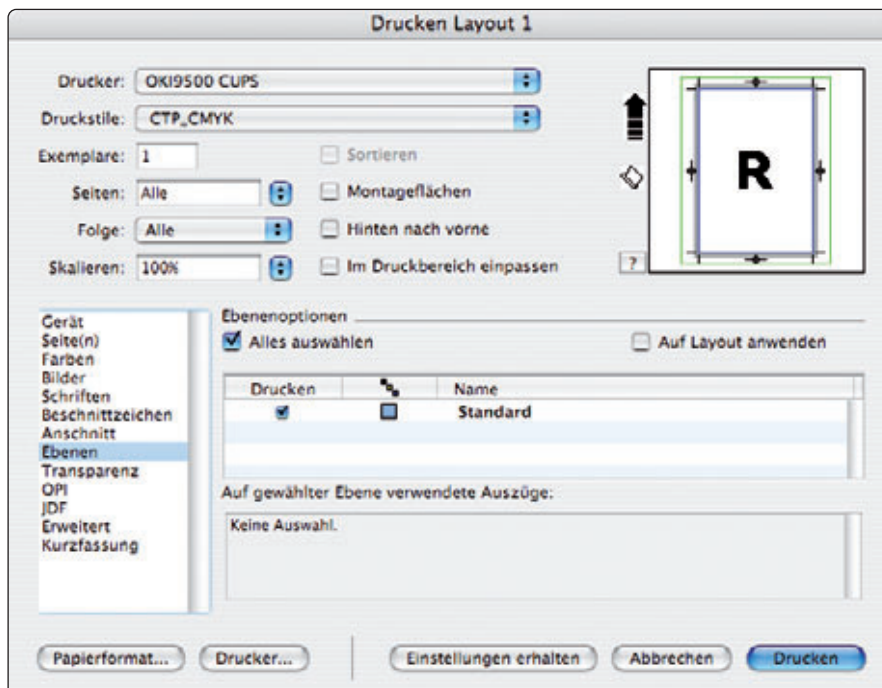 Drucken Layout 1
Drucker: OKI9500 CUPS
Druckstile: CTP_CMYK
Exemplare: 1 Sortieren
Seiten: Alle Montageflächen
Folge: Alle Hinten nach vorne
Skalieren: 100% Im Druckbereich einpassen
R
?
Gerät
Seite(n)
Farben
Bilder
Schriften
Beschnittzeichen
Anschnitt
Ebenen
Transparenz
OPI
JDF
Erweitert
Kurzfassung
Ebenenoptionen
Alles auswählen Auf Layout anwenden
Drucken Name
Standard
Auf gewählter Ebene verwendete Auszüge:
Keine Auswahl.
Papierformat... Drucker... Einstellungen erhalten Abbrechen Drucken